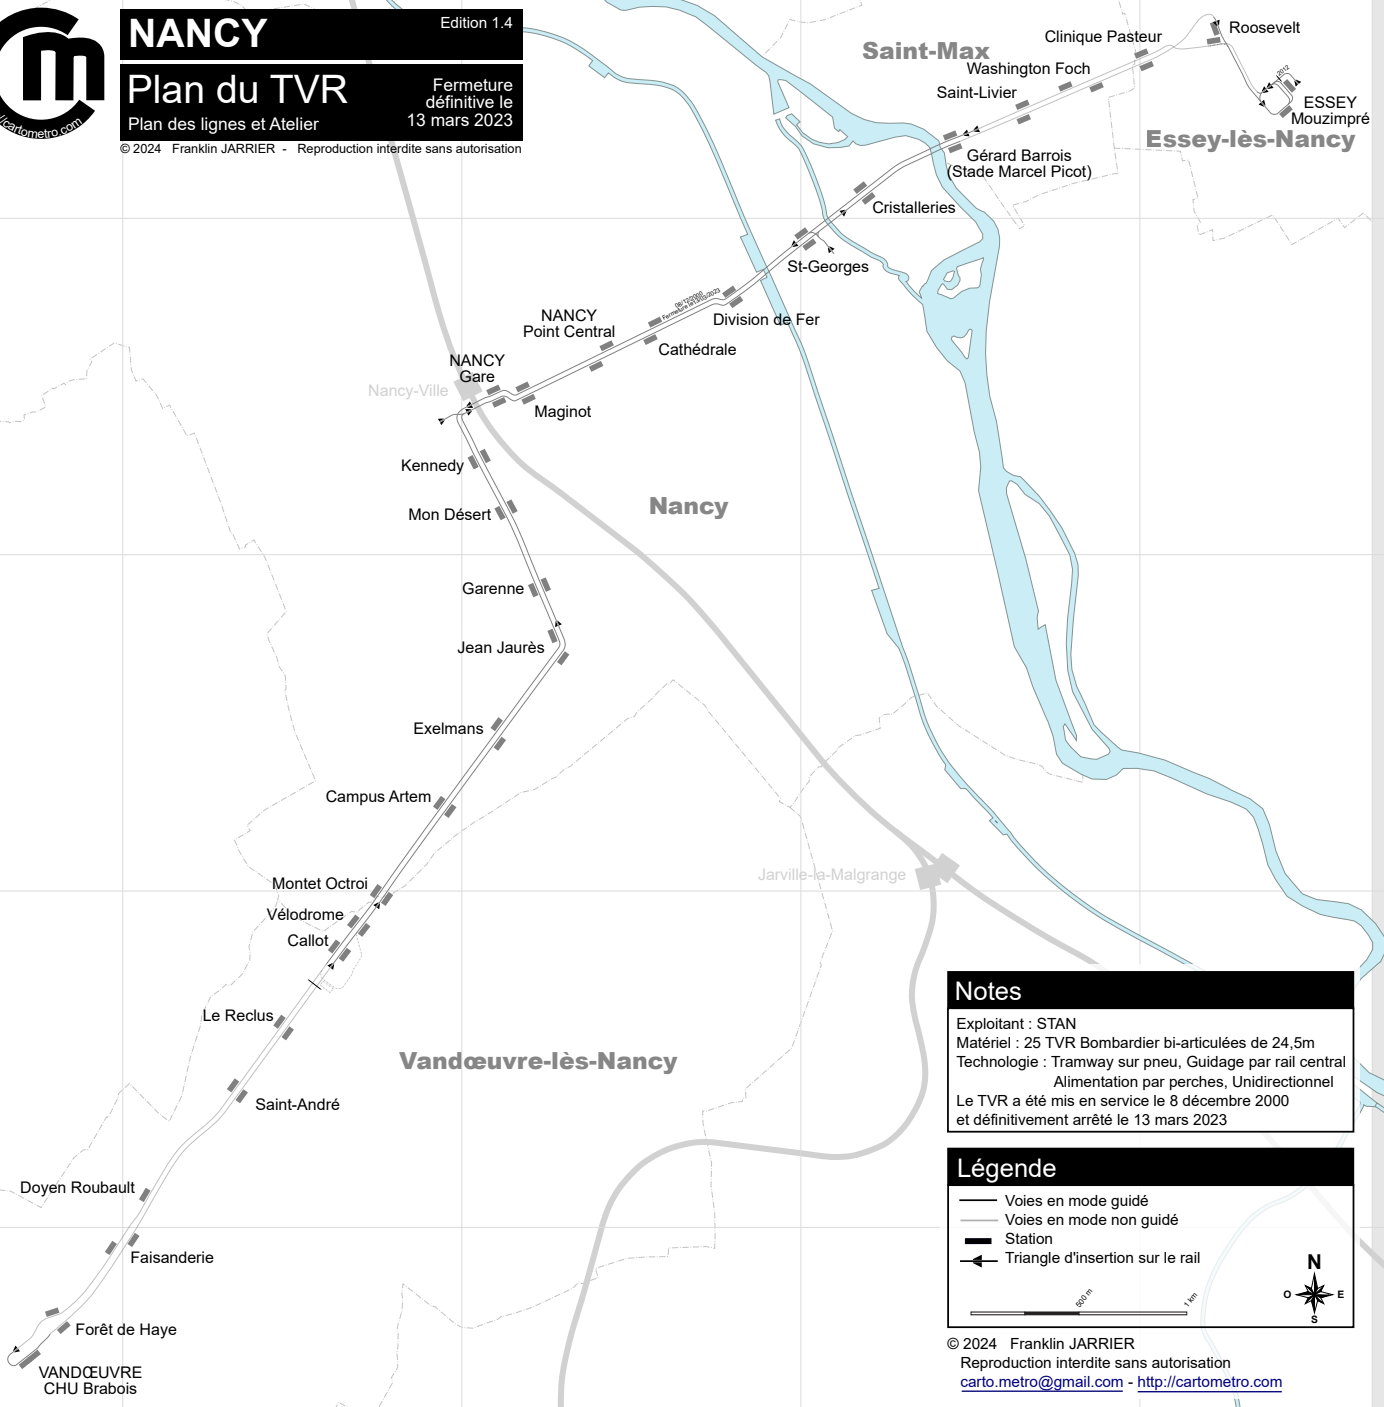 NANCY
Edition 1.4
Plan du TVR
Plan des lignes et Atelier
Fermeture
définitive le
13 mars 2023
© 2024 Franklin JARRIER - Reproduction interdite sans autorisation
Saint-Max
Clinique Pasteur
Roosevelt
Washington Foch
Saint-Livier
2012
ESSEY
Mouzimpré
Essey-lès-Nancy
Gérard Barrois
(Stade Marcel Picot)
Cristalleries
St-Georges
Division de Fer
NANCY
Point Central
Cathédrale
NANCY
Gare
Nancy-Ville
Maginot
Kennedy
Nancy
Mon Désert
Garenne
Jean Jaurès
Exelmans
Campus Artem
Jarville-la-Malgrange
Montet Octroi
Vélodrome
Callot
Le Reclus
Vandœuvre-lès-Nancy
Saint-André
Doyen Roubault
Faisanderie
Forêt de Haye
VANDŒUVRE
CHU Brabois
Notes
Exploitant : STAN
Matériel : 25 TVR Bombardier bi-articulées de 24,5m
Technologie : Tramway sur pneu, Guidage par rail central
Alimentation par perches, Unidirectionnel
Le TVR a été mis en service le 8 décembre 2000
et définitivement arrêté le 13 mars 2023
Légende
Voies en mode guidé
Voies en mode non guidé
Station
Triangle d'insertion sur le rail
500 m
1 km
N
O
E
S
© 2024 Franklin JARRIER
Reproduction interdite sans autorisation
carto.metro@gmail.com - http://cartometro.com